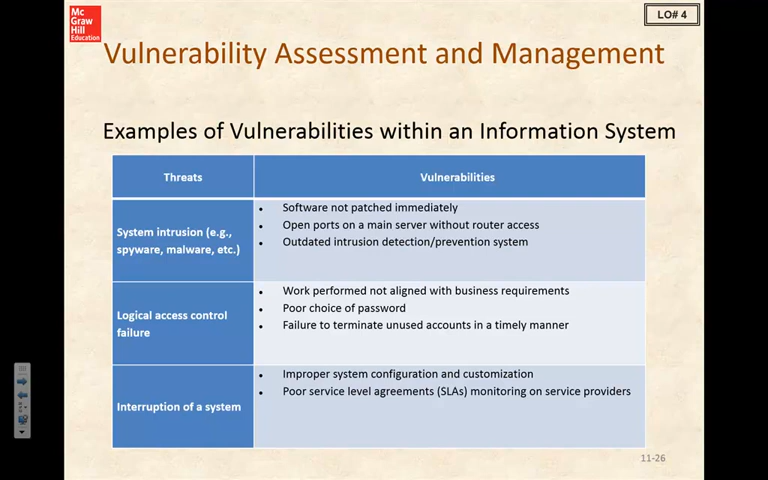 Mc
Graw
Hill
Education
LO# 4
Vulnerability Assessment and Management
Examples of Vulnerabilities within an Information System
Threats
Vulnerabilities
System intrusion (e.g.,
spyware, malware, etc.)
• Software not patched immediately
• Open ports on a main server without router access
• Outdated intrusion detection/prevention system
Logical access control
failure
• Work performed not aligned with business requirements
• Poor choice of password
• Failure to terminate unused accounts in a timely manner
Interruption of a system
• Improper system configuration and customization
• Poor service level agreements (SLAs) monitoring on service providers
11-26